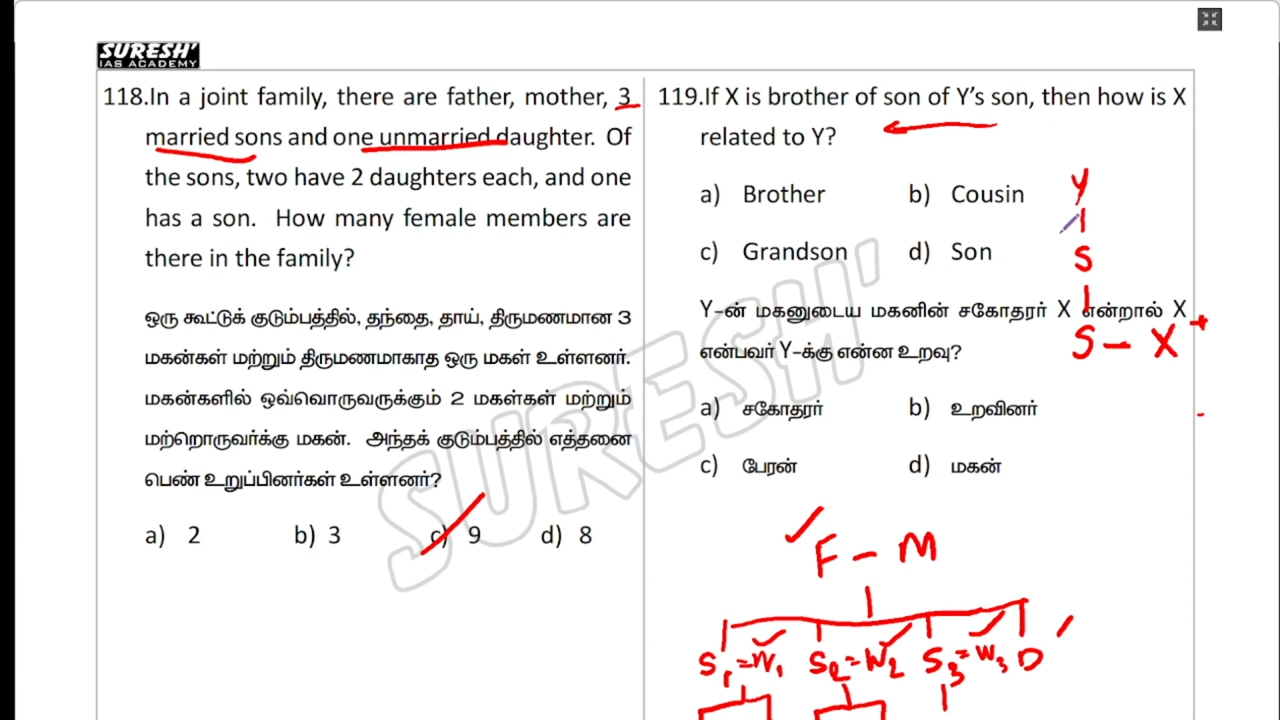 SURESH'
IAS ACADEMY
118.In a joint family, there are father, mother, 3
married sons and one unmarried daughter. Of
the sons, two have 2 daughters each, and one
has a son. How many female members are
there in the family?
ஒரு கூட்டுக் குடும்பத்தில், தந்தை, தாய், திருமணமான 3
மகன்கள் மற்றும் திருமணமாகாத ஒரு மகள் உள்ளனர்.
மகன்களில் ஒவ்வொருவருக்கும் 2 மகள்கள் மற்றும்
மற்றொருவர்க்கு மகன். அந்தக் குடும்பத்தில் எத்தனை
பெண் உறுப்பினர்கள் உள்ளனர்?
a) 2 b) 3 c) 9 d) 8
119.If X is brother of son of Y's son, then how is X
related to Y?
a) Brother b) Cousin
c) Grandson d) Son
Y-ன் மகனுடைய மகனின் சகோதரர் X என்றால் X
என்பவர் Y-க்கு என்ன உறவு?
a) சகோதரர் b) உறவினர்
c) பேரன் d) மகன்
Y
S
S – X +
F – M
S1 = W1 S2 = W2 S3 = W3 D
SURESH'